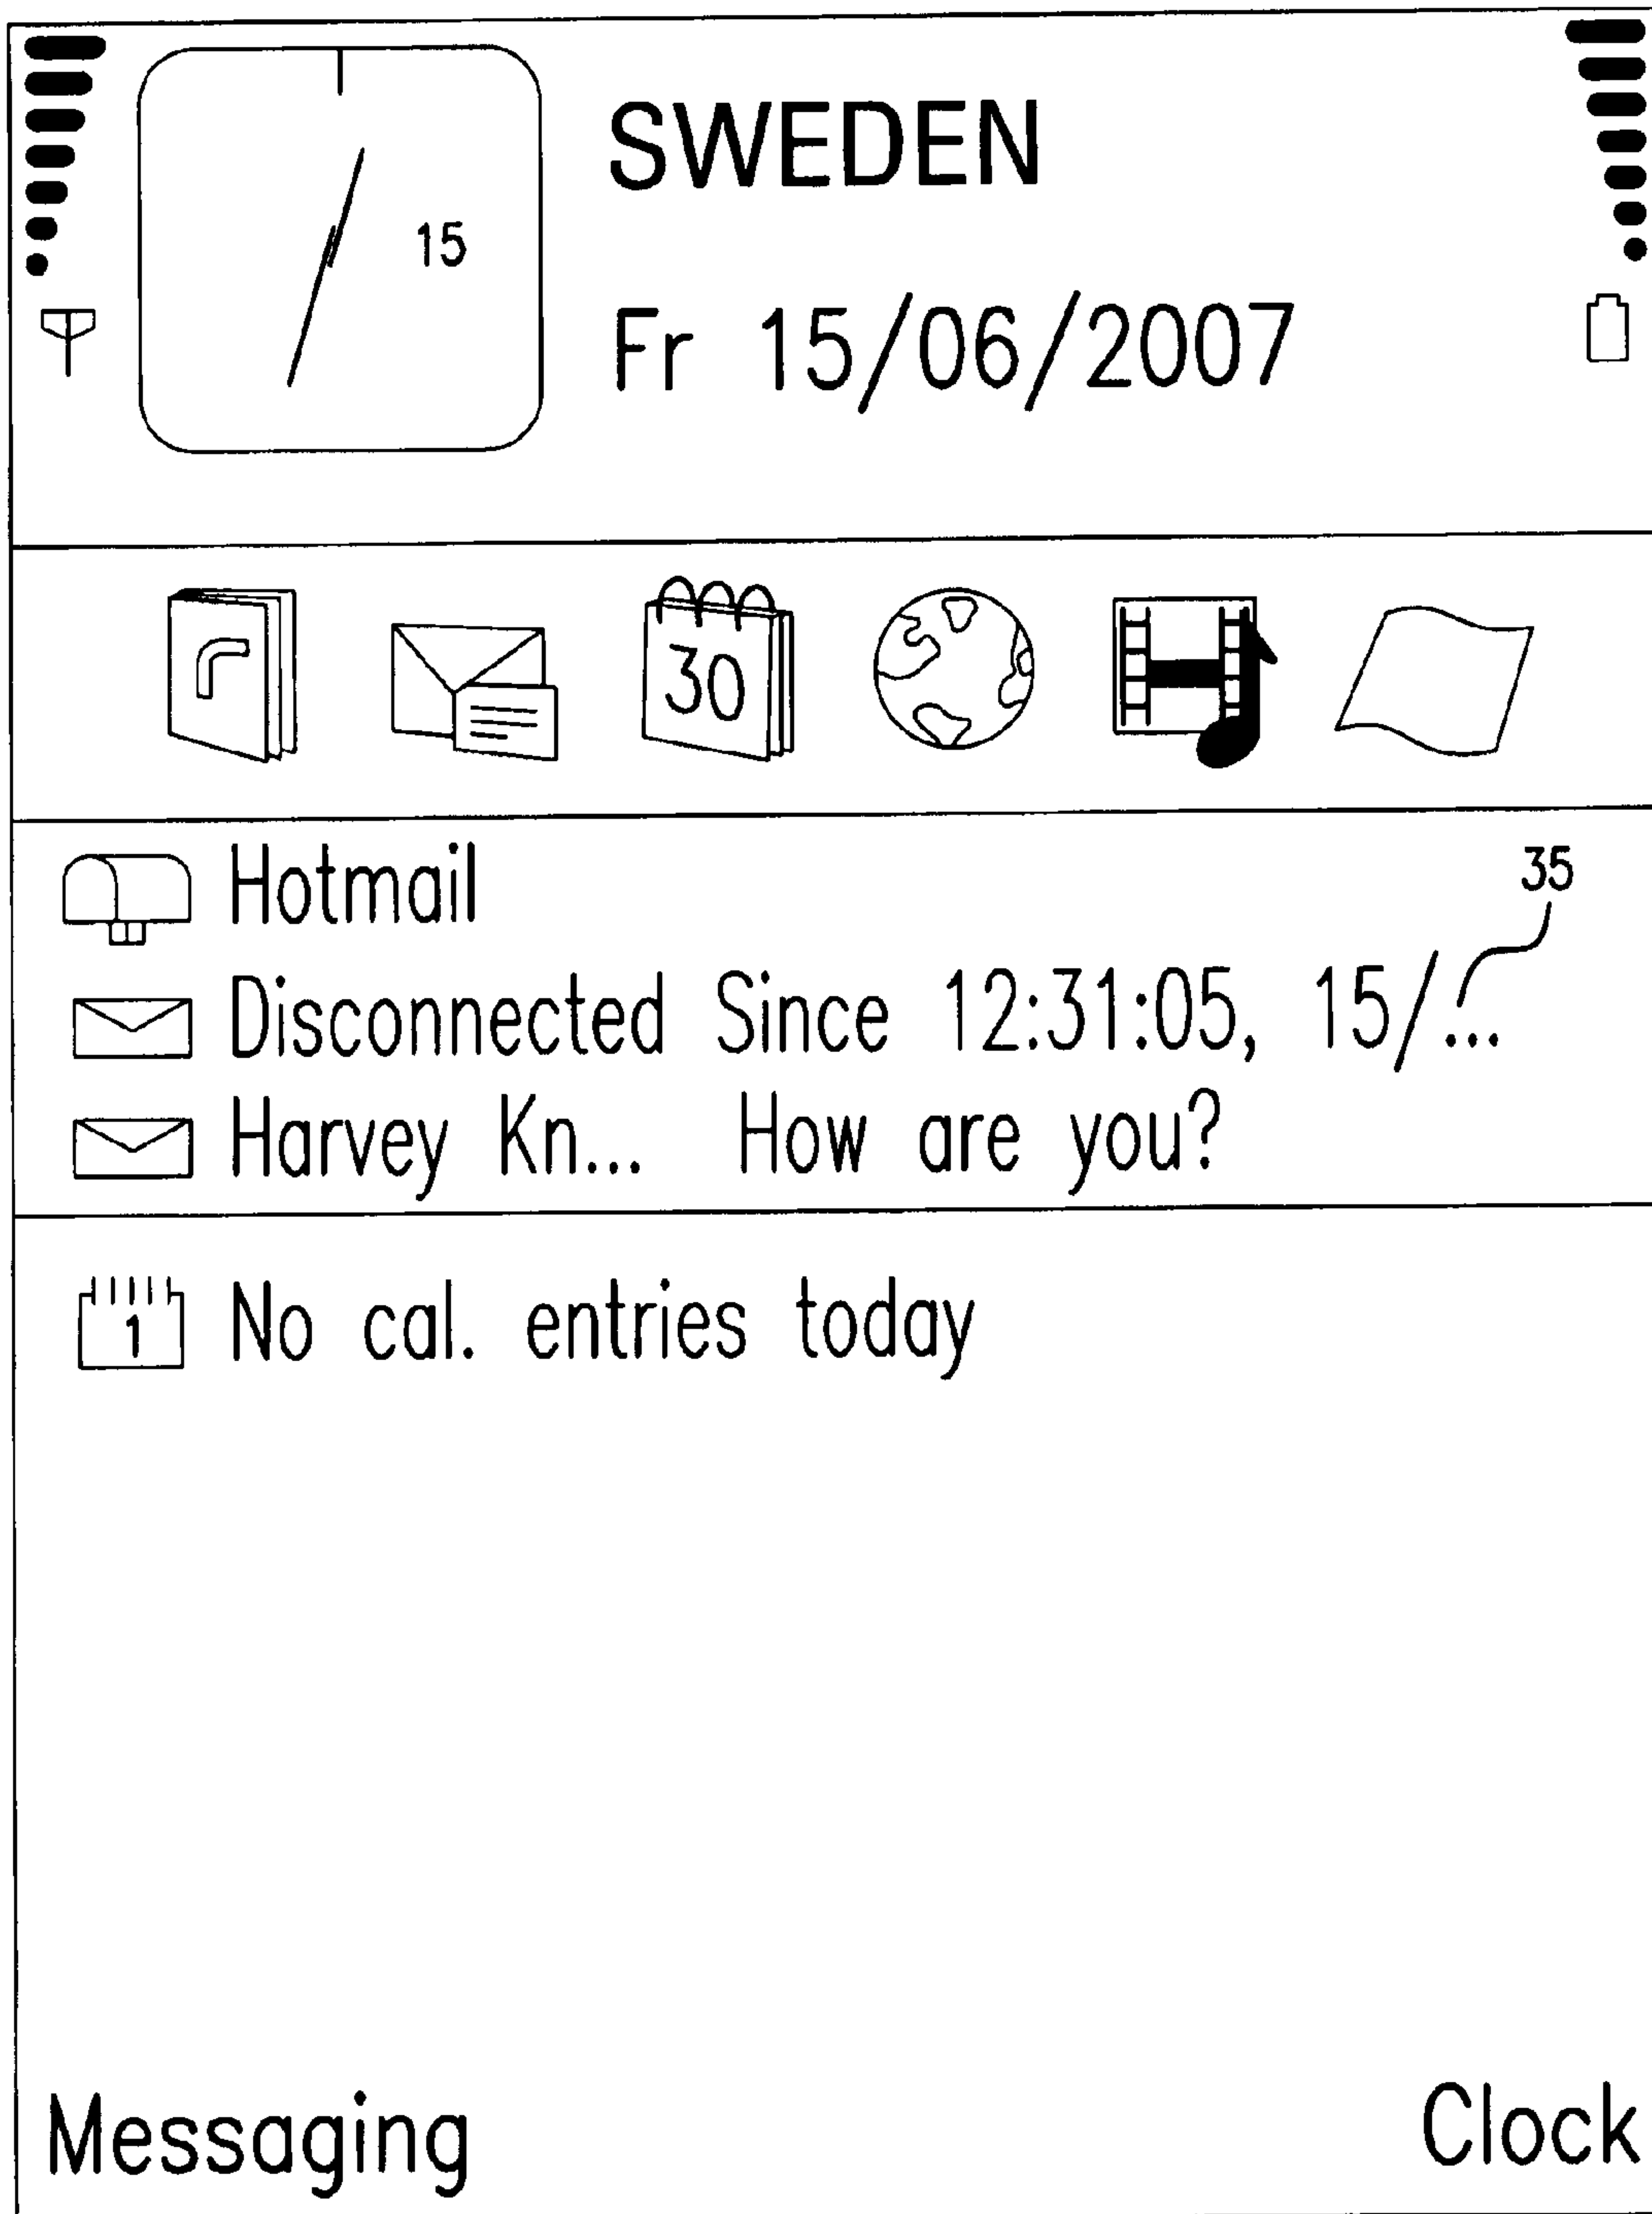 SWEDEN
15
Fr 15/06/2007
30
Hotmail
35
Disconnected Since 12:31:05, 15/...
Harvey Kn... How are you?
1 No cal. entries today
Messaging Clock